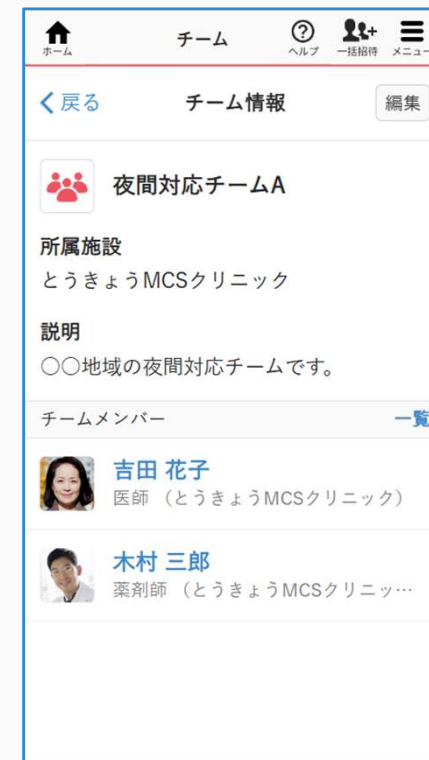 ホーム
チーム
ヘルプ
一括招待
メニュー
戻る
チーム情報
編集
夜間対応チームA
所属施設
とうきょうMCSクリニック
説明
○○地域の夜間対応チームです。
チームメンバー
一覧
吉田 花子
医師 （とうきょうMCSクリニック）
木村 三郎
薬剤師 （とうきょうMCSクリニッ…